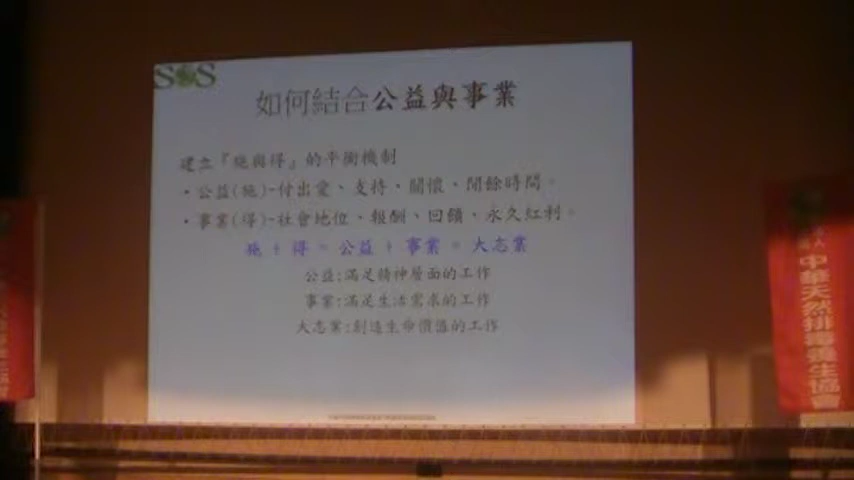 SOS
如何結合公益與事業
建立『施與得』的平衡機制
・公益(施)-付出愛、支持、關懷、閒餘時間。
・事業(得)-社會地位、報酬、回饋、永久紅利。
施 + 得 = 公益 + 事業 = 大志業
公益:滿足精神層面的工作
事業:滿足生活需求的工作
大志業:創造生命價值的工作
中華天然排毒養生協會